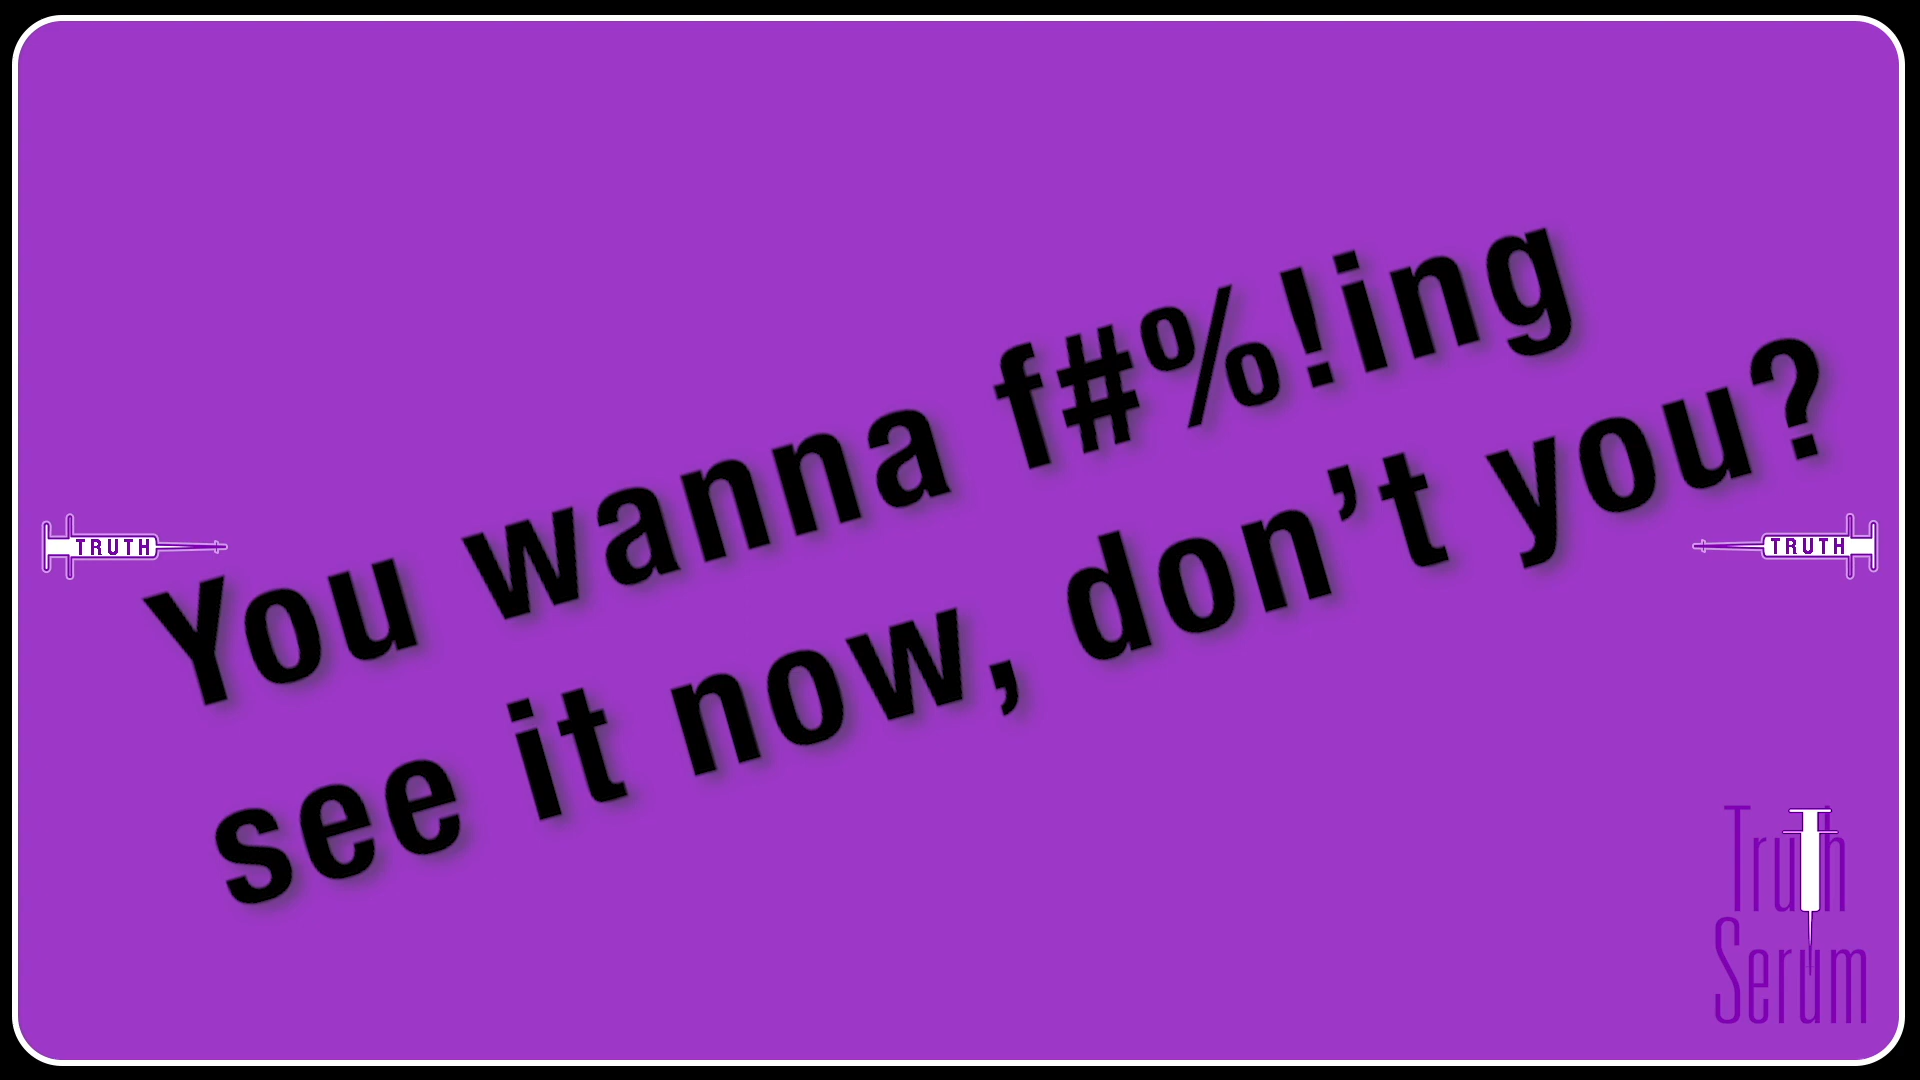 You wanna f#%!ing
see it now, don’t you?
TRUTH
TRUTH
Truth
Serum